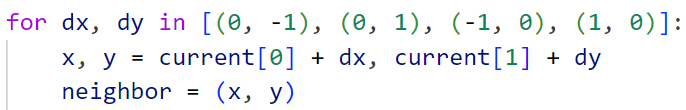 for dx, dy in [(0, -1), (0, 1), (-1, 0), (1, 0)]:
    x, y = current[0] + dx, current[1] + dy
    neighbor = (x, y)